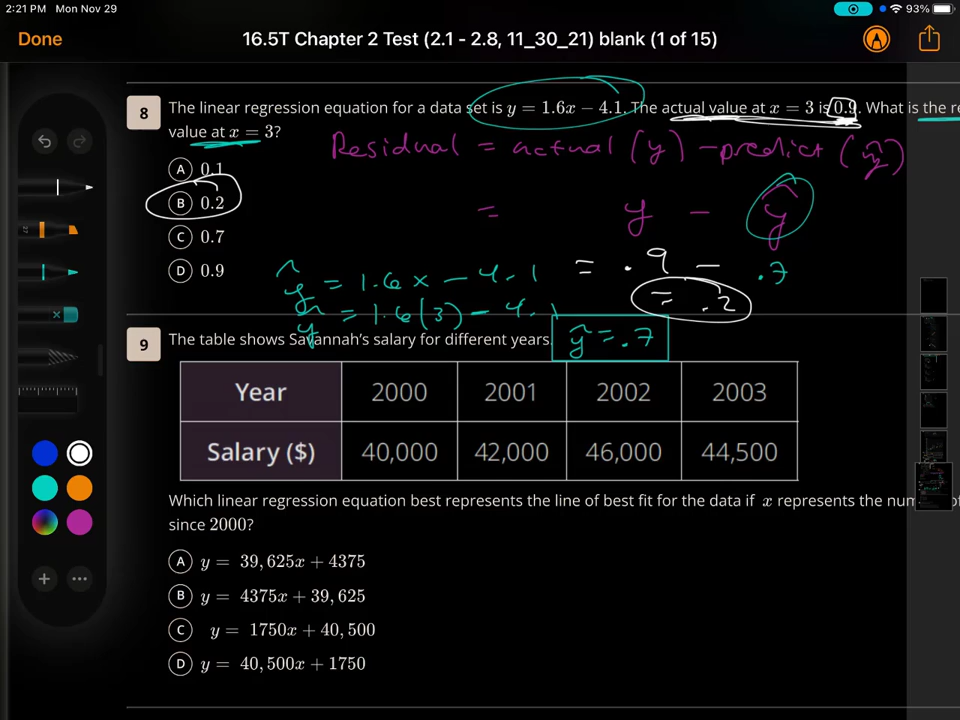 2:21 PM Mon Nov 29 93%
Done 16.5T Chapter 2 Test (2.1 - 2.8, 11_30_21) blank (1 of 15)
8 The linear regression equation for a data set is y = 1.6x − 4.1. The actual value at x = 3 is 0.9. What is the re
value at x = 3?
Residual = actual (y) - predict (ŷ)
A 0.1
B 0.2
= y - ŷ
C 0.7
= .9 - .7
D 0.9
ŷ = 1.6x - 4.1
= .2
ŷ = 1.6(3) - 4.1
ŷ = .7
9 The table shows Savannah's salary for different years.
Year 2000 2001 2002 2003
Salary ($) 40,000 42,000 46,000 44,500
Which linear regression equation best represents the line of best fit for the data if x represents the num
since 2000?
A y = 39,625x + 4375
B y = 4375x + 39,625
C y = 1750x + 40,500
D y = 40,500x + 1750